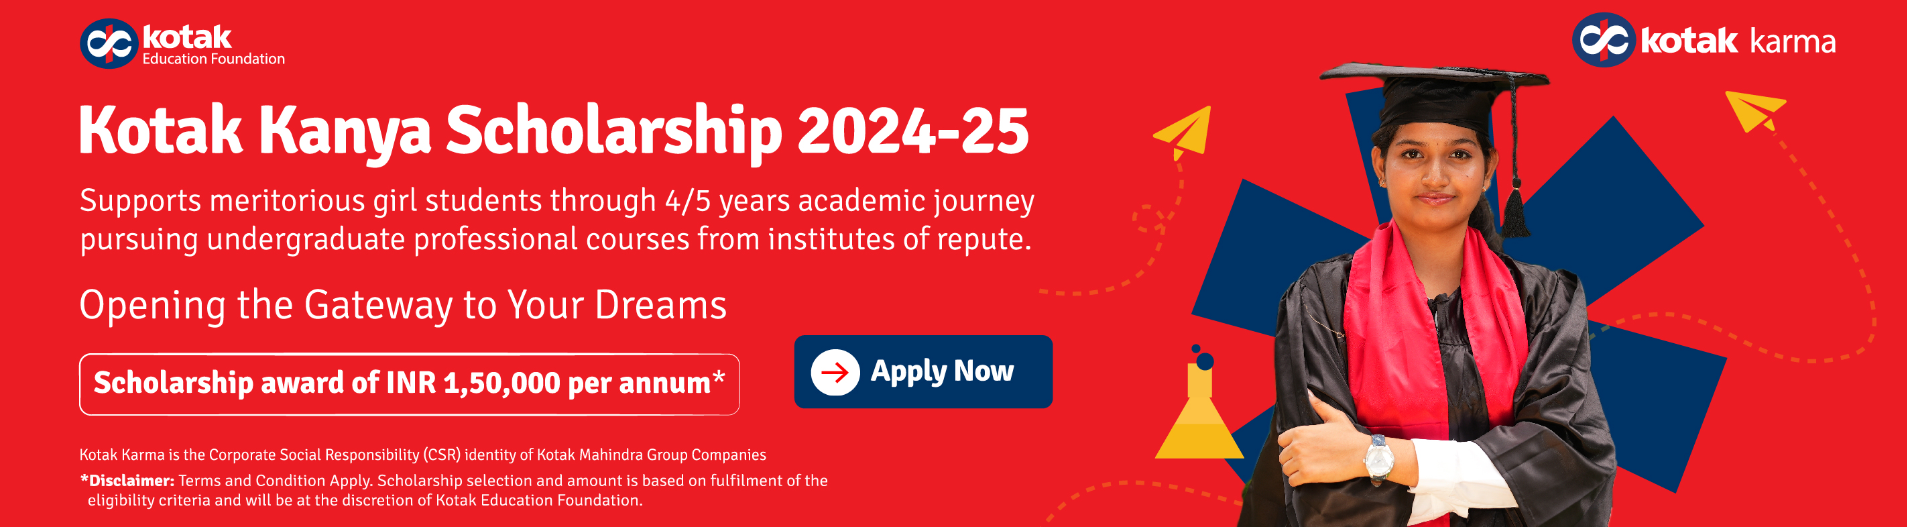 kotak
Education Foundation
kotak karma
Kotak Kanya Scholarship 2024-25
Supports meritorious girl students through 4/5 years academic journey
pursuing undergraduate professional courses from institutes of repute.
Opening the Gateway to Your Dreams
Scholarship award of INR 1,50,000 per annum*
Apply Now
Kotak Karma is the Corporate Social Responsibility (CSR) identity of Kotak Mahindra Group Companies
*Disclaimer: Terms and Condition Apply. Scholarship selection and amount is based on fulfilment of the
eligibility criteria and will be at the discretion of Kotak Education Foundation.